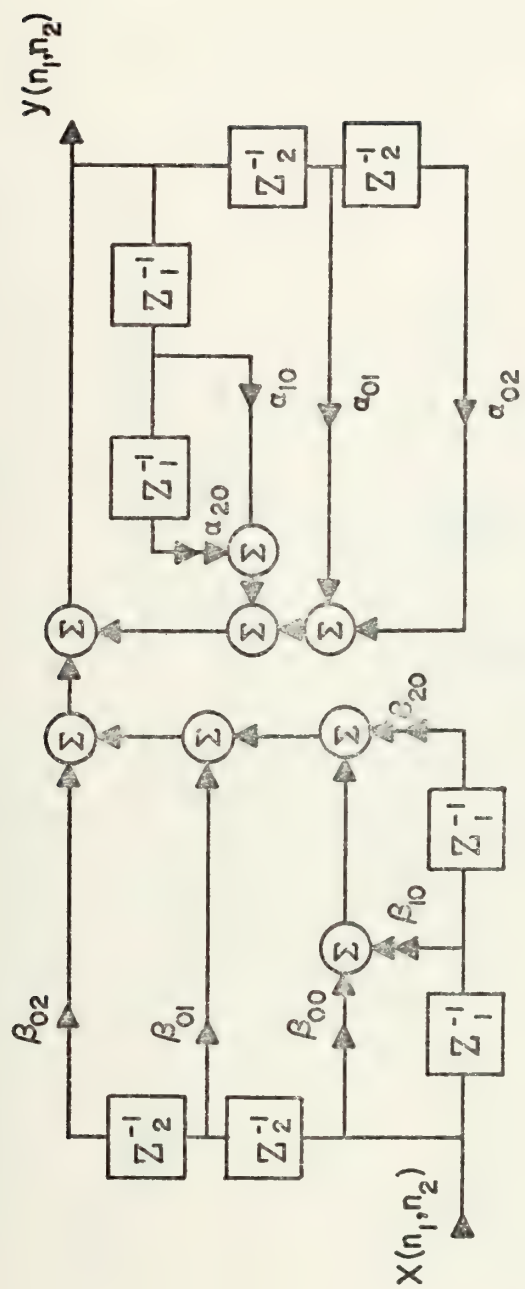 y(n₁,n₂)
Z₁⁻¹
Z₂⁻¹
Z₂⁻¹
Z₁⁻¹
α₁₀
α₀₁
α₀₂
α₂₀
Σ
Σ
Σ
Σ
Σ
Σ
Σ
β₂₀
Z₁⁻¹
Σ
β₁₀
β₀₂
β₀₁
β₀₀
Z₁⁻¹
Z₂⁻¹
Z₂⁻¹
X(n₁,n₂)